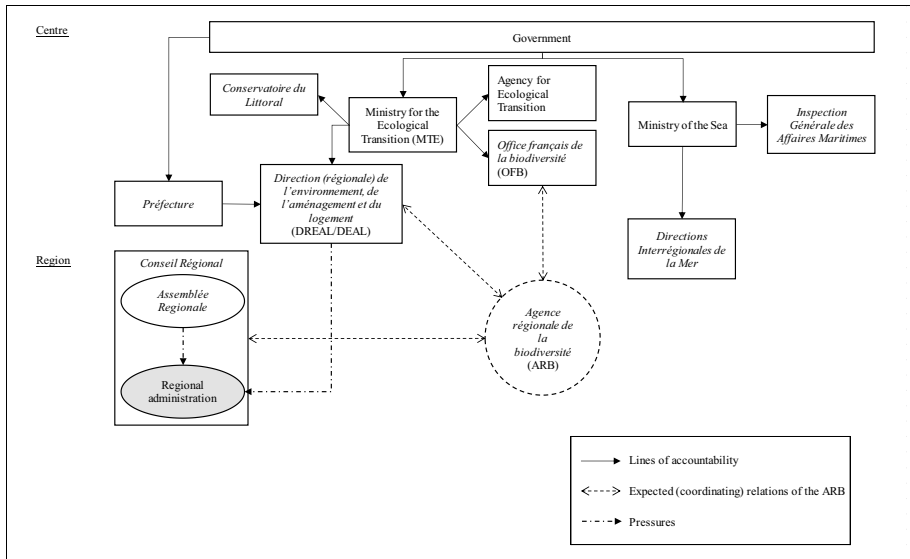 Centre
Government
Conservatoire du
Littoral
Ministry for the
Ecological
Transition (MTE)
Agency for
Ecological
Transition
Office français de
la biodiversité
(OFB)
Ministry of the Sea
Inspection
Générale des
Affaires Maritimes
Préfecture
Direction (régionale) de
l'environnement, de
l'aménagement et du
logement
(DREAL/DEAL)
Directions
Interrégionales de
la Mer
Region
Conseil Régional
Assemblée
Regionale
Regional
administration
Agence
régionale de
la
biodiversité
(ARB)
Lines of accountability
Expected (coordinating) relations of the ARB
Pressures